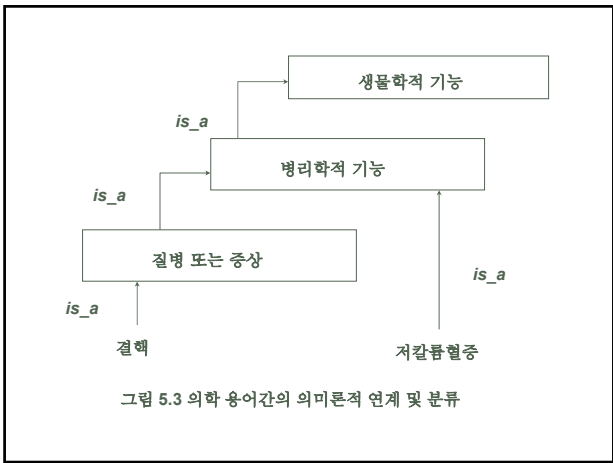 생물학적 기능
is_a
병리학적 기능
is_a
질병 또는 증상
is_a
is_a
결핵
저칼륨혈증
그림 5.3 의학 용어간의 의미론적 연계 및 분류